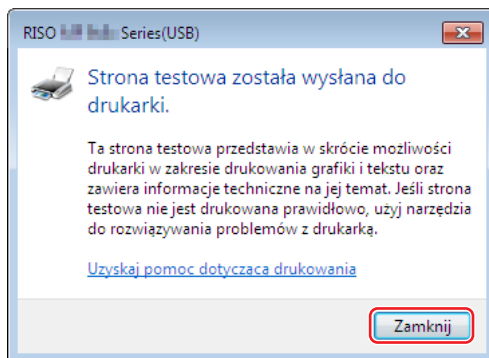 RISO Series(USB)
Strona testowa została wysłana do
drukarki.
Ta strona testowa przedstawia w skrócie możliwości
drukarki w zakresie drukowania grafiki i tekstu oraz
zawiera informacje techniczne na jej temat. Jeśli strona
testowa nie jest drukowana prawidłowo, użyj narzędzia
do rozwiązywania problemów z drukarką.
Uzyskaj pomoc dotyczaca drukowania
Zamknij